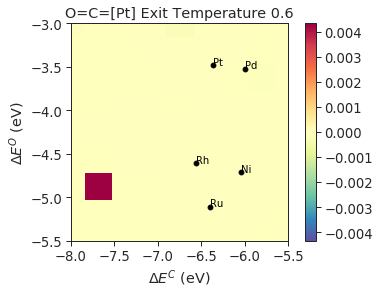 O=C=[Pt] Exit Temperature 0.6
−3.0
−3.5
−4.0
−4.5
−5.0
−5.5
ΔE^O (eV)
Pt
Pd
Rh
Ni
Ru
−8.0 −7.5 −7.0 −6.5 −6.0 −5.5
ΔE^C (eV)
0.004
0.003
0.002
0.001
0.000
−0.001
−0.002
−0.003
−0.004